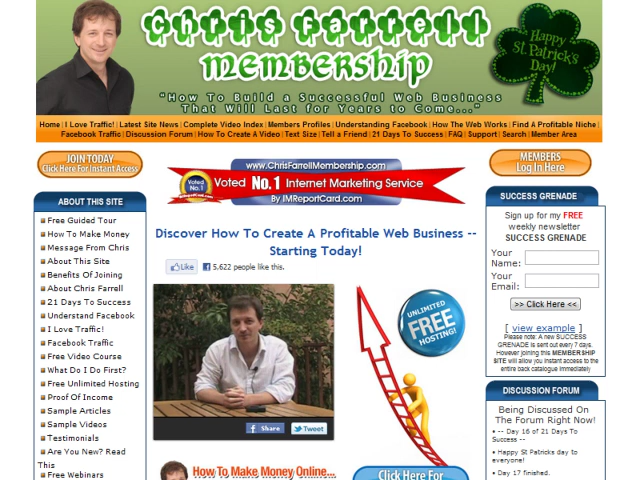 Chris Farrell
MEMBERSHIP
Happy
St. Patrick's
Day!
"How To Build a Successful Web Business
That Will Last for Years to Come..."
Home | I Love Traffic! | Latest Site News | Complete Video Index | Members Profiles | Understanding Facebook | How The Web Works | Find A Profitable Niche |
Facebook Traffic | Discussion Forum | How To Create A Video | Text Size | Tell a Friend | 21 Days To Success | FAQ | Support | Search | Member Area
JOIN TODAY
Click Here For Instant Access
www.ChrisFarrellMembership.com
Voted No. 1 Internet Marketing Service
By IMReportCard.com
Voted
No.1
MEMBERS
Log In Here
ABOUT THIS SITE
Free Guided Tour
How To Make Money
Message From Chris
About This Site
Benefits Of Joining
About Chris Farrell
21 Days To Success
Understand Facebook
I Love Traffic!
Facebook Traffic
Free Video Course
What Do I Do First?
Free Unlimited Hosting
Proof Of Income
Sample Articles
Sample Videos
Testimonials
Are You New? Read
This
Free Webinars
Discover How To Create A Profitable Web Business --
Starting Today!
Like
5,622 people like this.
Share
Tweet
UNLIMITED
FREE
HOSTING!
How To Make Money Online...
Click Here For
SUCCESS GRENADE
Sign up for my FREE
weekly newsletter
SUCCESS GRENADE
Your
Name:
Your
Email:
>> Click Here <<
[ view example ]
Please note: A new SUCCESS
GRENADE is sent out every 7 days.
However joining this MEMBERSHIP
SITE will allow you instant access to the
entire back catalogue immediately
DISCUSSION FORUM
Being Discussed On
The Forum Right Now!
• -- Day 16 of 21 Days To
Success --
• Happy St Patricks day to
everyone!
• Day 17 finished.